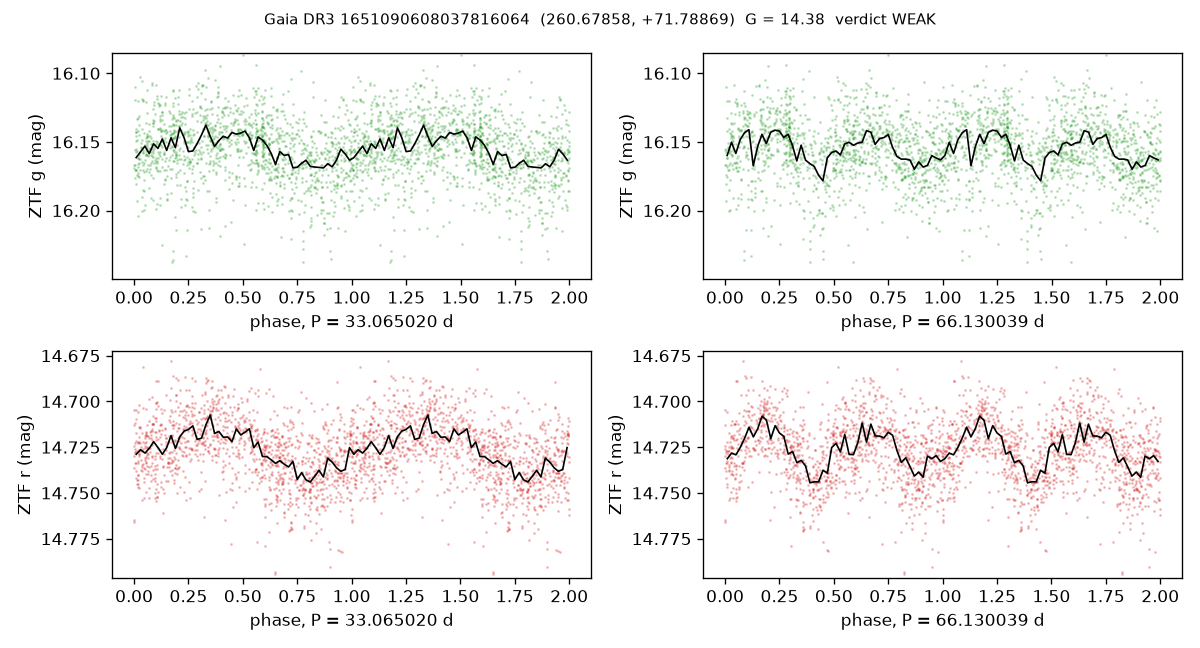 Gaia DR3 1651090608037816064  (260.67858, +71.78869)  G = 14.38  verdict WEAK
ZTF g (mag)
16.10
16.15
16.20
0.00 0.25 0.50 0.75 1.00 1.25 1.50 1.75 2.00
phase, P = 33.065020 d
ZTF g (mag)
16.10
16.15
16.20
0.00 0.25 0.50 0.75 1.00 1.25 1.50 1.75 2.00
phase, P = 66.130039 d
ZTF r (mag)
14.675
14.700
14.725
14.750
14.775
0.00 0.25 0.50 0.75 1.00 1.25 1.50 1.75 2.00
phase, P = 33.065020 d
ZTF r (mag)
14.675
14.700
14.725
14.750
14.775
0.00 0.25 0.50 0.75 1.00 1.25 1.50 1.75 2.00
phase, P = 66.130039 d